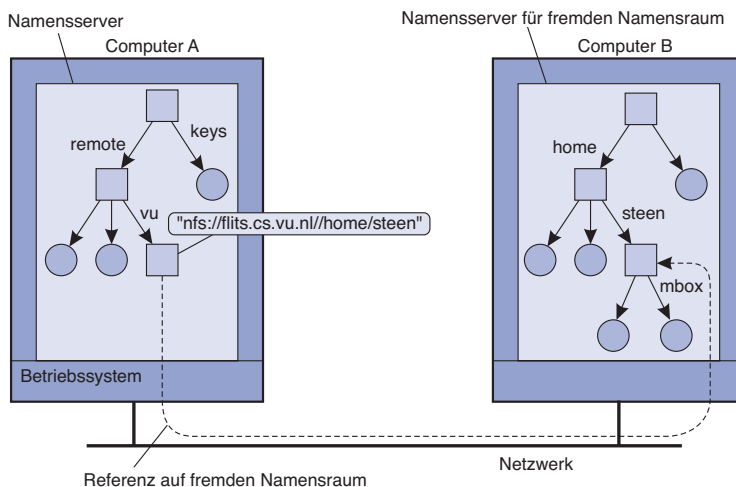 Namensserver
Namensserver für fremden Namensraum
Computer A
Computer B
remote
keys
home
vu
steen
"nfs://flits.cs.vu.nl//home/steen"
mbox
Betriebssystem
Netzwerk
Referenz auf fremden Namensraum